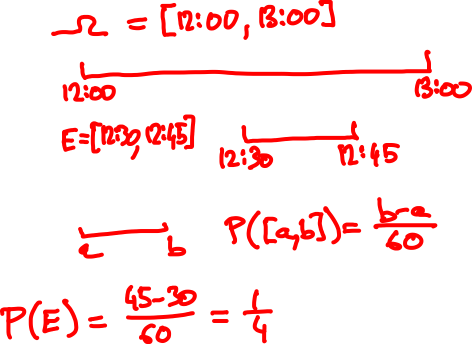 Ω = [12:00, 13:00]
12:00 13:00
E=[12:30, 12:45]
12:30 12:45
a b P([a,b]) = b-a/60
P(E) = 45-30/60 = 1/4